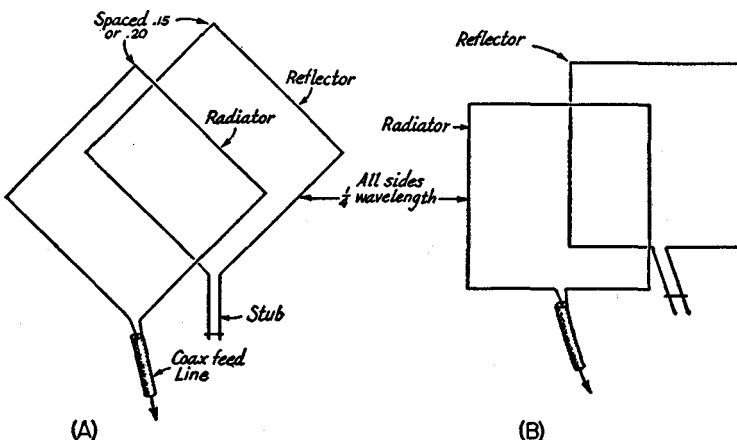 Spaced .15
or .20
Reflector
Radiator
All sides
1/4 wavelength
Stub
Coax feed
Line
(A)
Reflector
Radiator
(B)